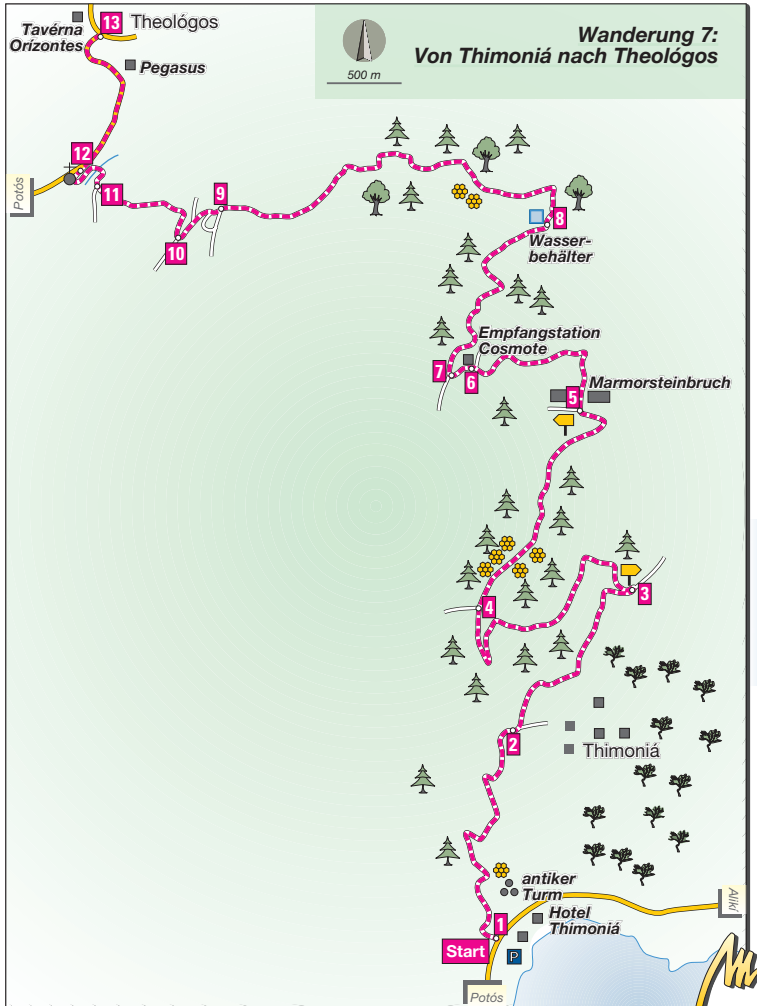 Wanderung 7:
Von Thimoniá nach Theológos
500 m
Tavérna
Orízontes
13
Theológos
Pegasus
12
Potós
11
9
10
8
Wasser-
behälter
Empfangstation
Cosmote
7
6
Marmorsteinbruch
5
3
4
2
Thimoniá
antiker
Turm
Alikí
1
Hotel
Thimoniá
Start
P
Potós